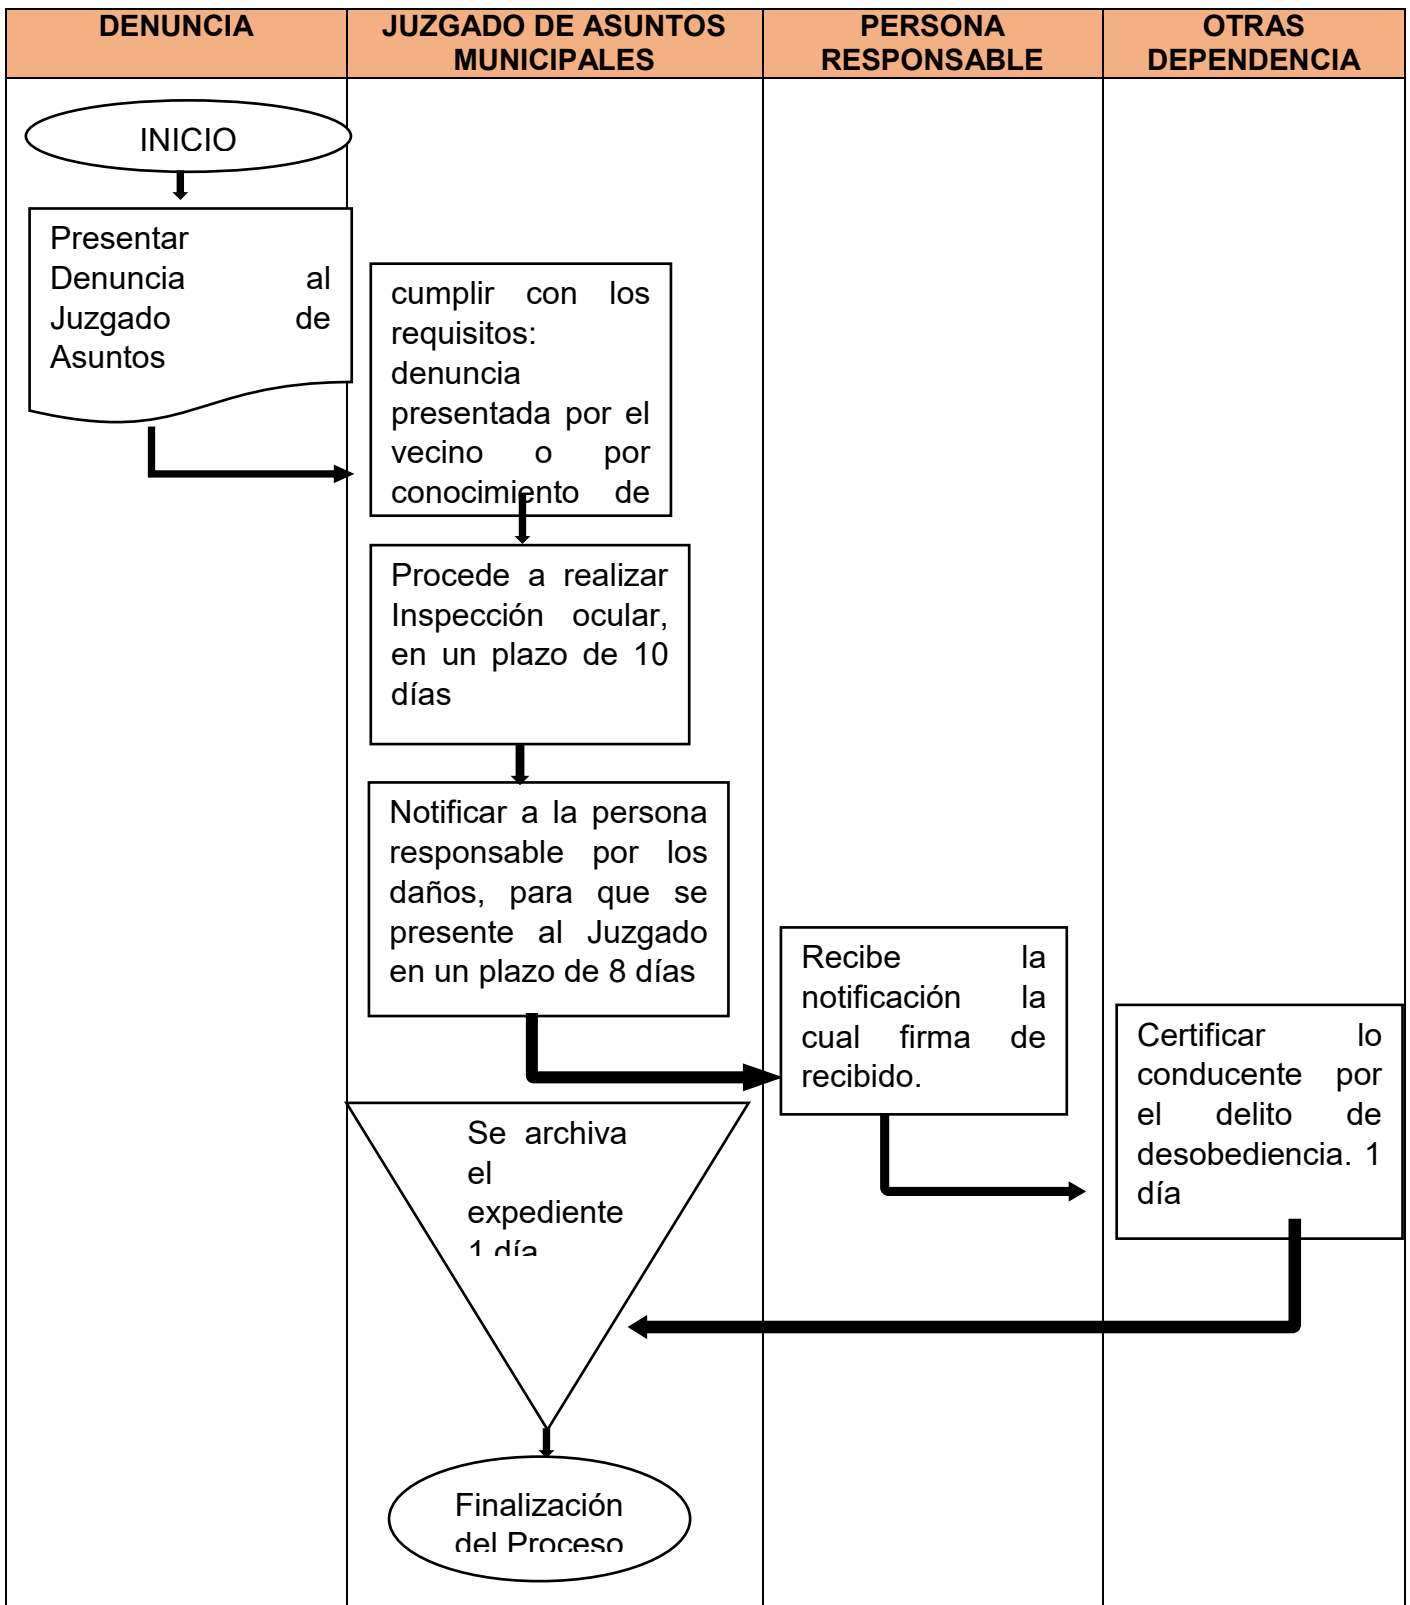 DENUNCIA
JUZGADO DE ASUNTOS
MUNICIPALES
PERSONA
RESPONSABLE
OTRAS
DEPENDENCIA
INICIO
Presentar
Denuncia al
Juzgado de
Asuntos
cumplir con los
requisitos:
denuncia
presentada por el
vecino o por
conocimiento de
Procede a realizar
Inspección ocular,
en un plazo de 10
días
Notificar a la persona
responsable por los
daños, para que se
presente al Juzgado
en un plazo de 8 días
Recibe la
notificación la
cual firma de
recibido.
Certificar lo
conducente por
el delito de
desobediencia. 1
día
Se archiva
el
expediente
1 día
Finalización
del Proceso